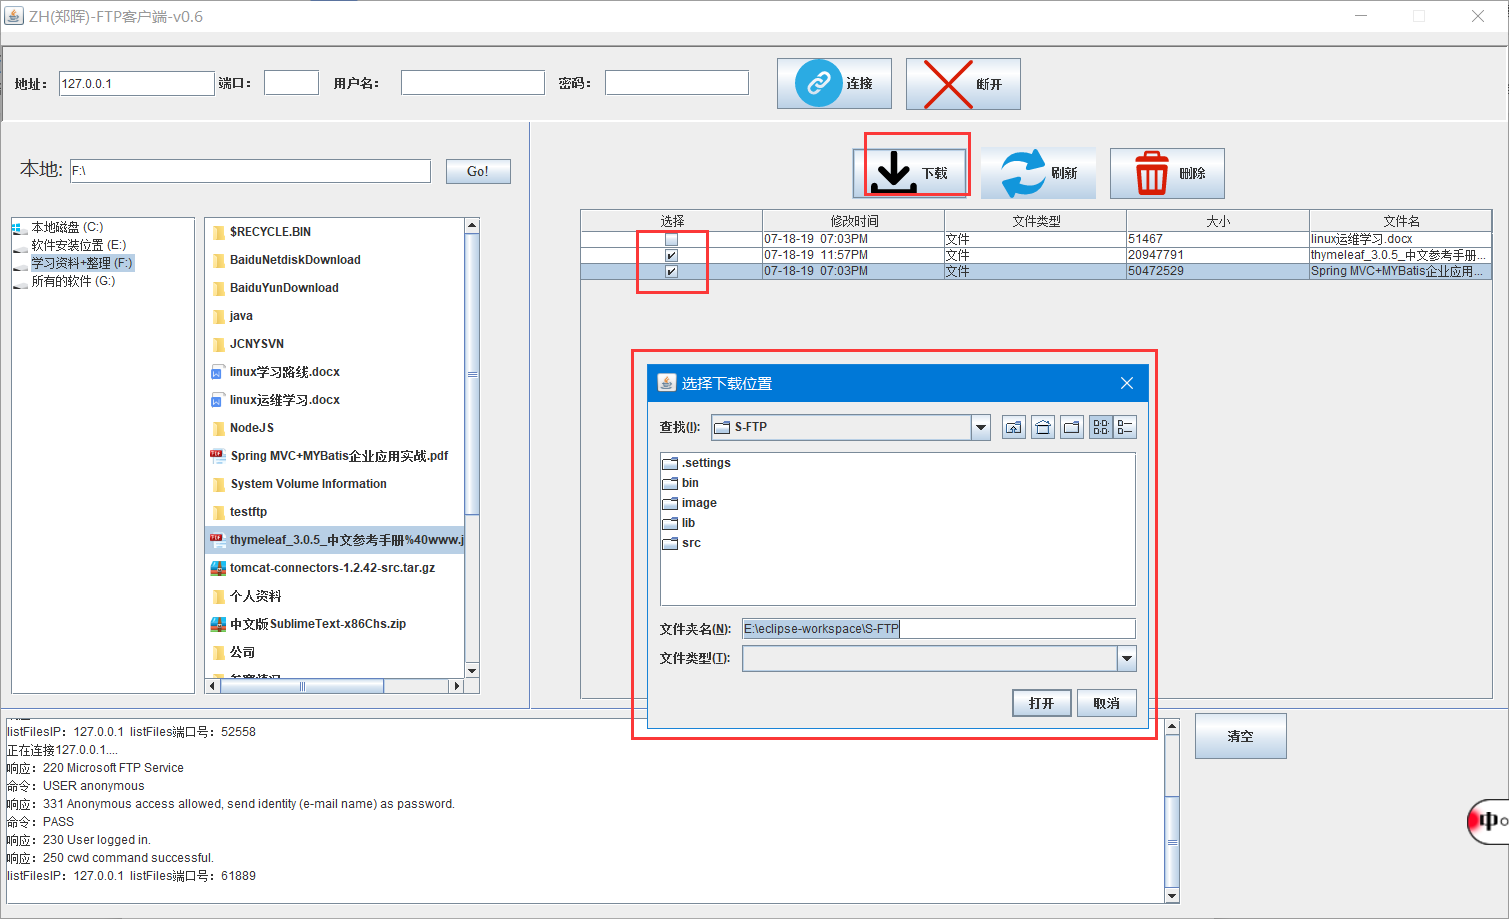 ZH(郑晖)-FTP客户端-v0.6
地址： 127.0.0.1 端口： 用户名： 密码： 连接 断开
本地: F:\ Go!
下载 刷新 删除
本地磁盘 (C:)
软件安装位置 (E:)
学习资料+整理 (F:)
所有的软件 (G:)
$RECYCLE.BIN
BaiduNetdiskDownload
BaiduYunDownload
java
JCNYSVN
linux学习路线.docx
linux运维学习.docx
NodeJS
Spring MVC+MYBatis企业应用实战.pdf
System Volume Information
testftp
thymeleaf_3.0.5_中文参考手册%40www.j
tomcat-connectors-1.2.42-src.tar.gz
个人资料
中文版SublimeText-x86Chs.zip
公司
选择 修改时间 文件类型 大小 文件名
07-18-19 07:03PM 文件 51467 linux运维学习.docx
07-18-19 11:57PM 文件 20947791 thymeleaf_3.0.5_中文参考手册...
07-18-19 07:03PM 文件 50472529 Spring MVC+MYBatis企业应用...
选择下载位置
查找(I): S-FTP
.settings
bin
image
lib
src
文件夹名(N): E:\eclipse-workspace\S-FTP
文件类型(T):
打开 取消
listFilesIP：127.0.0.1 listFiles端口号：52558
正在连接127.0.0.1....
响应：220 Microsoft FTP Service
命令：USER anonymous
响应：331 Anonymous access allowed, send identity (e-mail name) as password.
命令：PASS
响应：230 User logged in.
响应：250 cwd command successful.
listFilesIP：127.0.0.1 listFiles端口号：61889
清空
中